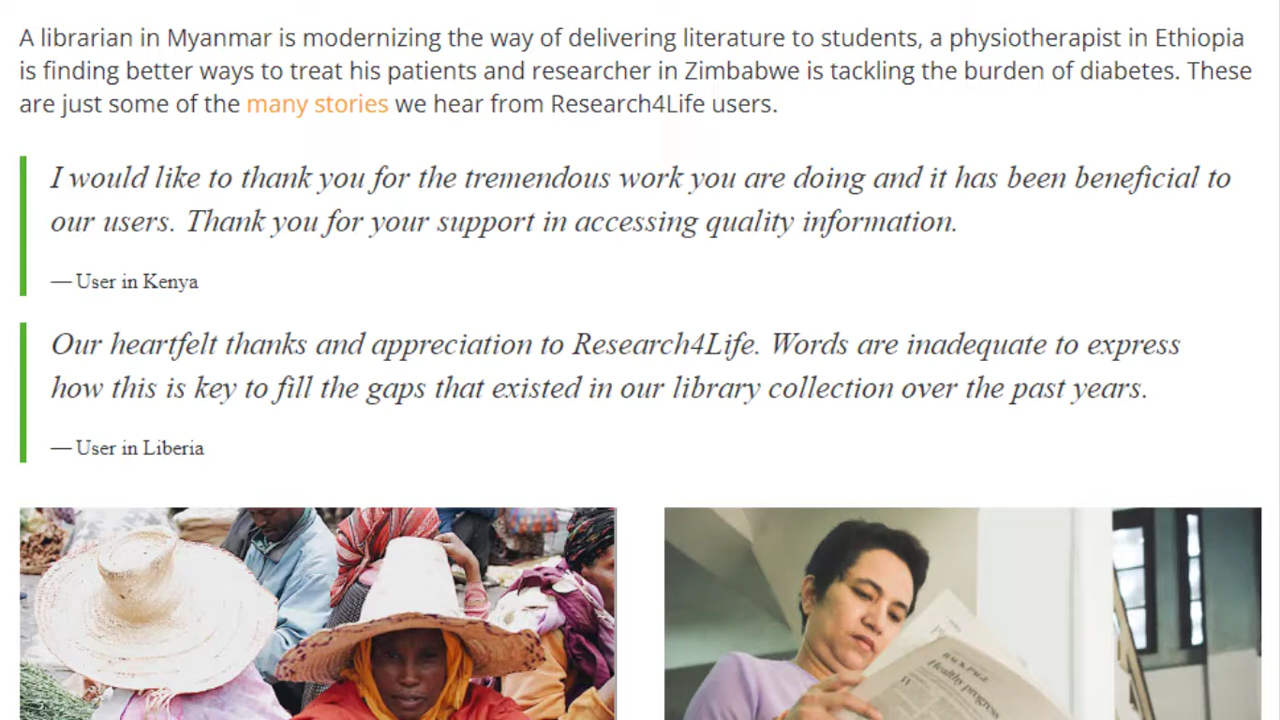 A librarian in Myanmar is modernizing the way of delivering literature to students, a physiotherapist in Ethiopia
is finding better ways to treat his patients and researcher in Zimbabwe is tackling the burden of diabetes. These
are just some of the many stories we hear from Research4Life users.
I would like to thank you for the tremendous work you are doing and it has been beneficial to
our users. Thank you for your support in accessing quality information.
— User in Kenya
Our heartfelt thanks and appreciation to Research4Life. Words are inadequate to express
how this is key to fill the gaps that existed in our library collection over the past years.
— User in Liberia
BACK PAGE
Healthy progress